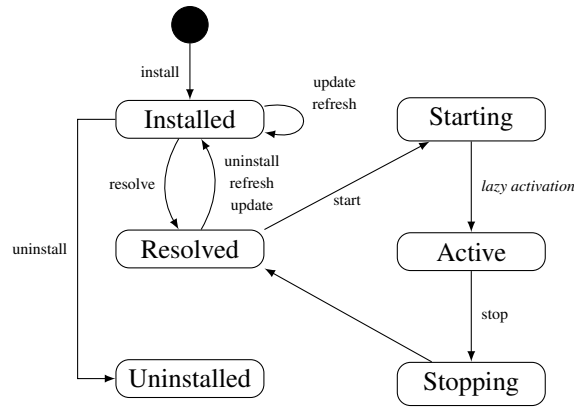 install
Installed
update
refresh
Starting
resolve
uninstall
refresh
update
start
lazy activation
uninstall
Resolved
Active
stop
Uninstalled
Stopping